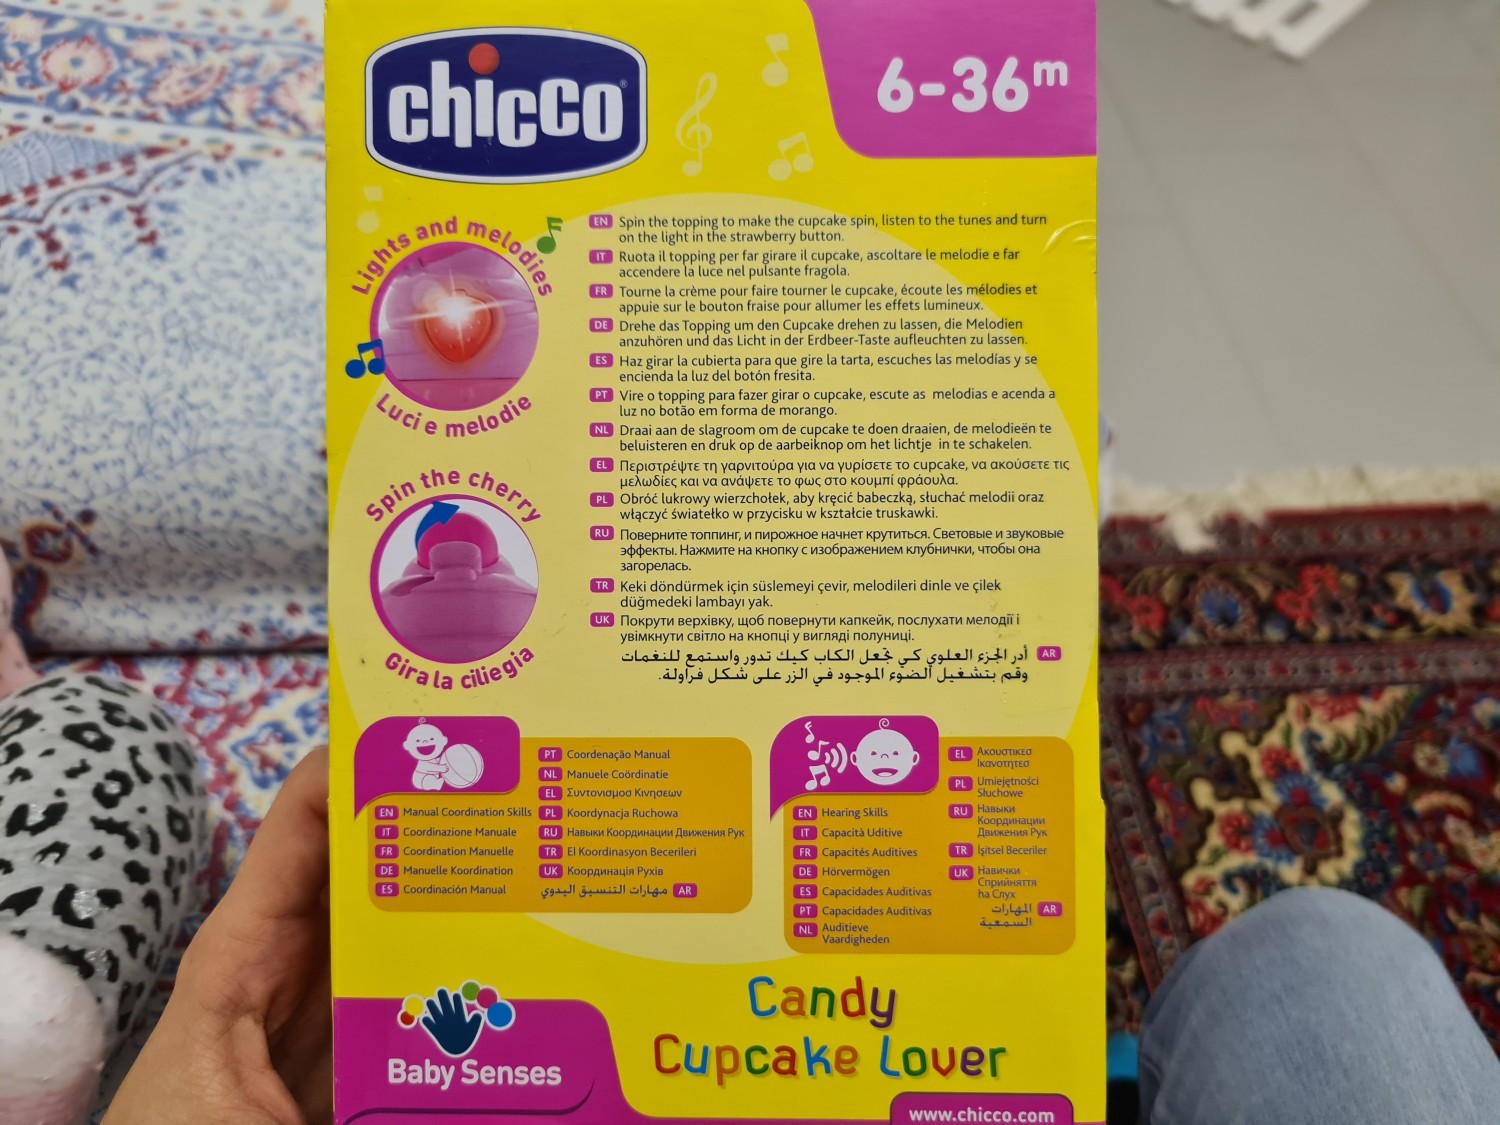 chicco®
6-36m
Lights and melodies
Luci e melodie
Spin the cherry
Gira la ciliegia
EN Spin the topping to make the cupcake spin, listen to the tunes and turn
on the light in the strawberry button.
IT Ruota il topping per far girare il cupcake, ascoltare le melodie e far
accendere la luce nel pulsante fragola.
FR Tourne la crème pour faire tourner le cupcake, écoute les mélodies et
appuie sur le bouton fraise pour allumer les effets lumineux.
DE Drehe das Topping um den Cupcake drehen zu lassen, die Melodien
anzuhören und das Licht in der Erdbeer-Taste aufleuchten zu lassen.
ES Haz girar la cubierta para que gire la tarta, escuches las melodías y se
encienda la luz del botón fresita.
PT Vire o topping para fazer girar o cupcake, escute as melodias e acenda a
luz no botão em forma de morango.
NL Draai aan de slagroom om de cupcake te doen draaien, de melodieën te
beluisteren en druk op de aarbeiknop om het lichtje in te schakelen.
EL Περιστρέψτε τη γαρνιτούρα για να γυρίσετε το cupcake, να ακούσετε τις
μελωδίες και να ανάψετε το φως στο κουμπί φράουλα.
PL Obróć lukrowy wierzchołek, aby kręcić babeczką, słuchać melodii oraz
włączyć światełko w przycisku w kształcie truskawki.
RU Поверните топпинг, и пирожное начнет крутиться. Световые и звуковые
эффекты. Нажмите на кнопку с изображением клубнички, чтобы она
загорелась.
TR Keki döndürmek için süslemeyi çevir, melodileri dinle ve çilek
düğmedeki lambayı yak.
UK Покрути верхівку, щоб повернути капкейк, послухати мелодії і
увімкнути світло на кнопці у вигляді полуниці.
AR أدر الجزء العلوي كي تجعل الكاب كيك تدور واستمع للنغمات
وقم بتشغيل الضوء الموجود في الزر على شكل فراولة.
EN Manual Coordination Skills
IT Coordinazione Manuale
FR Coordination Manuelle
DE Manuelle Koordination
ES Coordinación Manual
PT Coordenação Manual
NL Manuele Coördinatie
EL Συντονισμοσ Κινησεων
PL Koordynacja Ruchowa
RU Навыки Координации Движения Рук
TR El Koordinasyon Becerileri
UK Координація Рухів
AR مهارات التنسيق اليدوي
EN Hearing Skills
IT Capacità Uditive
FR Capacités Auditives
DE Hörvermögen
ES Capacidades Auditivas
PT Capacidades Auditivas
NL Auditieve
Vaardigheden
EL Ακουστικεσ
Ικανοτητεσ
PL Umiejętności
Słuchowe
RU Навыки
Координации
Движения Рук
TR İşitsel Beceriler
UK Навички
Сприйняття
ha Слух
AR المهارات
السمعية
Baby Senses
Candy
Cupcake Lover
www.chicco.com